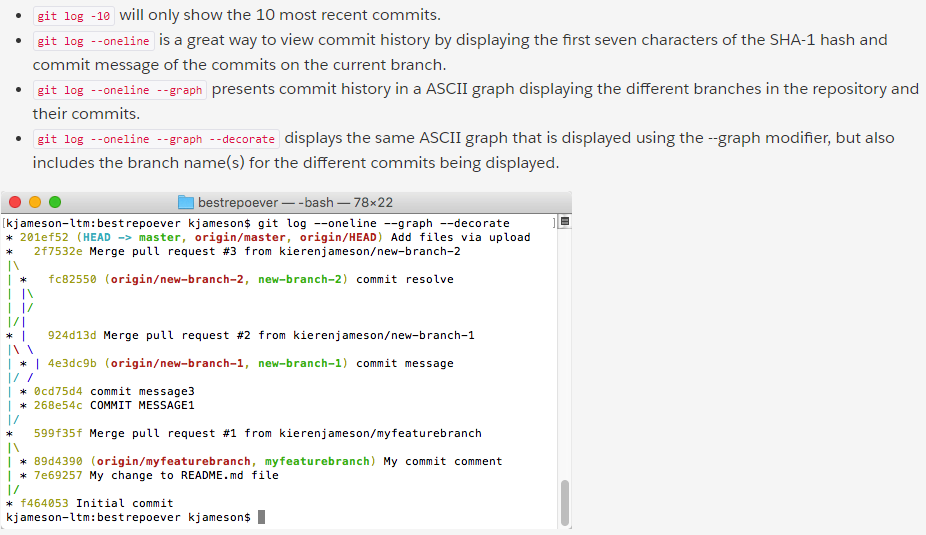 • git log -10 will only show the 10 most recent commits.
• git log --oneline is a great way to view commit history by displaying the first seven characters of the SHA-1 hash and
commit message of the commits on the current branch.
• git log --oneline --graph presents commit history in a ASCII graph displaying the different branches in the repository and
their commits.
• git log --oneline --graph --decorate displays the same ASCII graph that is displayed using the --graph modifier, but also
includes the branch name(s) for the different commits being displayed.
bestrepoever — -bash — 78×22
[kjameson-ltm:bestrepoever kjameson$ git log --oneline --graph --decorate ]
* 201ef52 (HEAD -> master, origin/master, origin/HEAD) Add files via upload
*   2f7532e Merge pull request #3 from kierenjameson/new-branch-2
|\
| *   fc82550 (origin/new-branch-2, new-branch-2) commit resolve
| |\
| |/
|/|
* |   924d13d Merge pull request #2 from kierenjameson/new-branch-1
|\ \
| * | 4e3dc9b (origin/new-branch-1, new-branch-1) commit message
|/ /
| * 0cd75d4 commit message3
| * 268e54c COMMIT MESSAGE1
|/
*   599f35f Merge pull request #1 from kierenjameson/myfeaturebranch
|\
| * 89d4390 (origin/myfeaturebranch, myfeaturebranch) My commit comment
| * 7e69257 My change to README.md file
|/
* f464053 Initial commit
kjameson-ltm:bestrepoever kjameson$